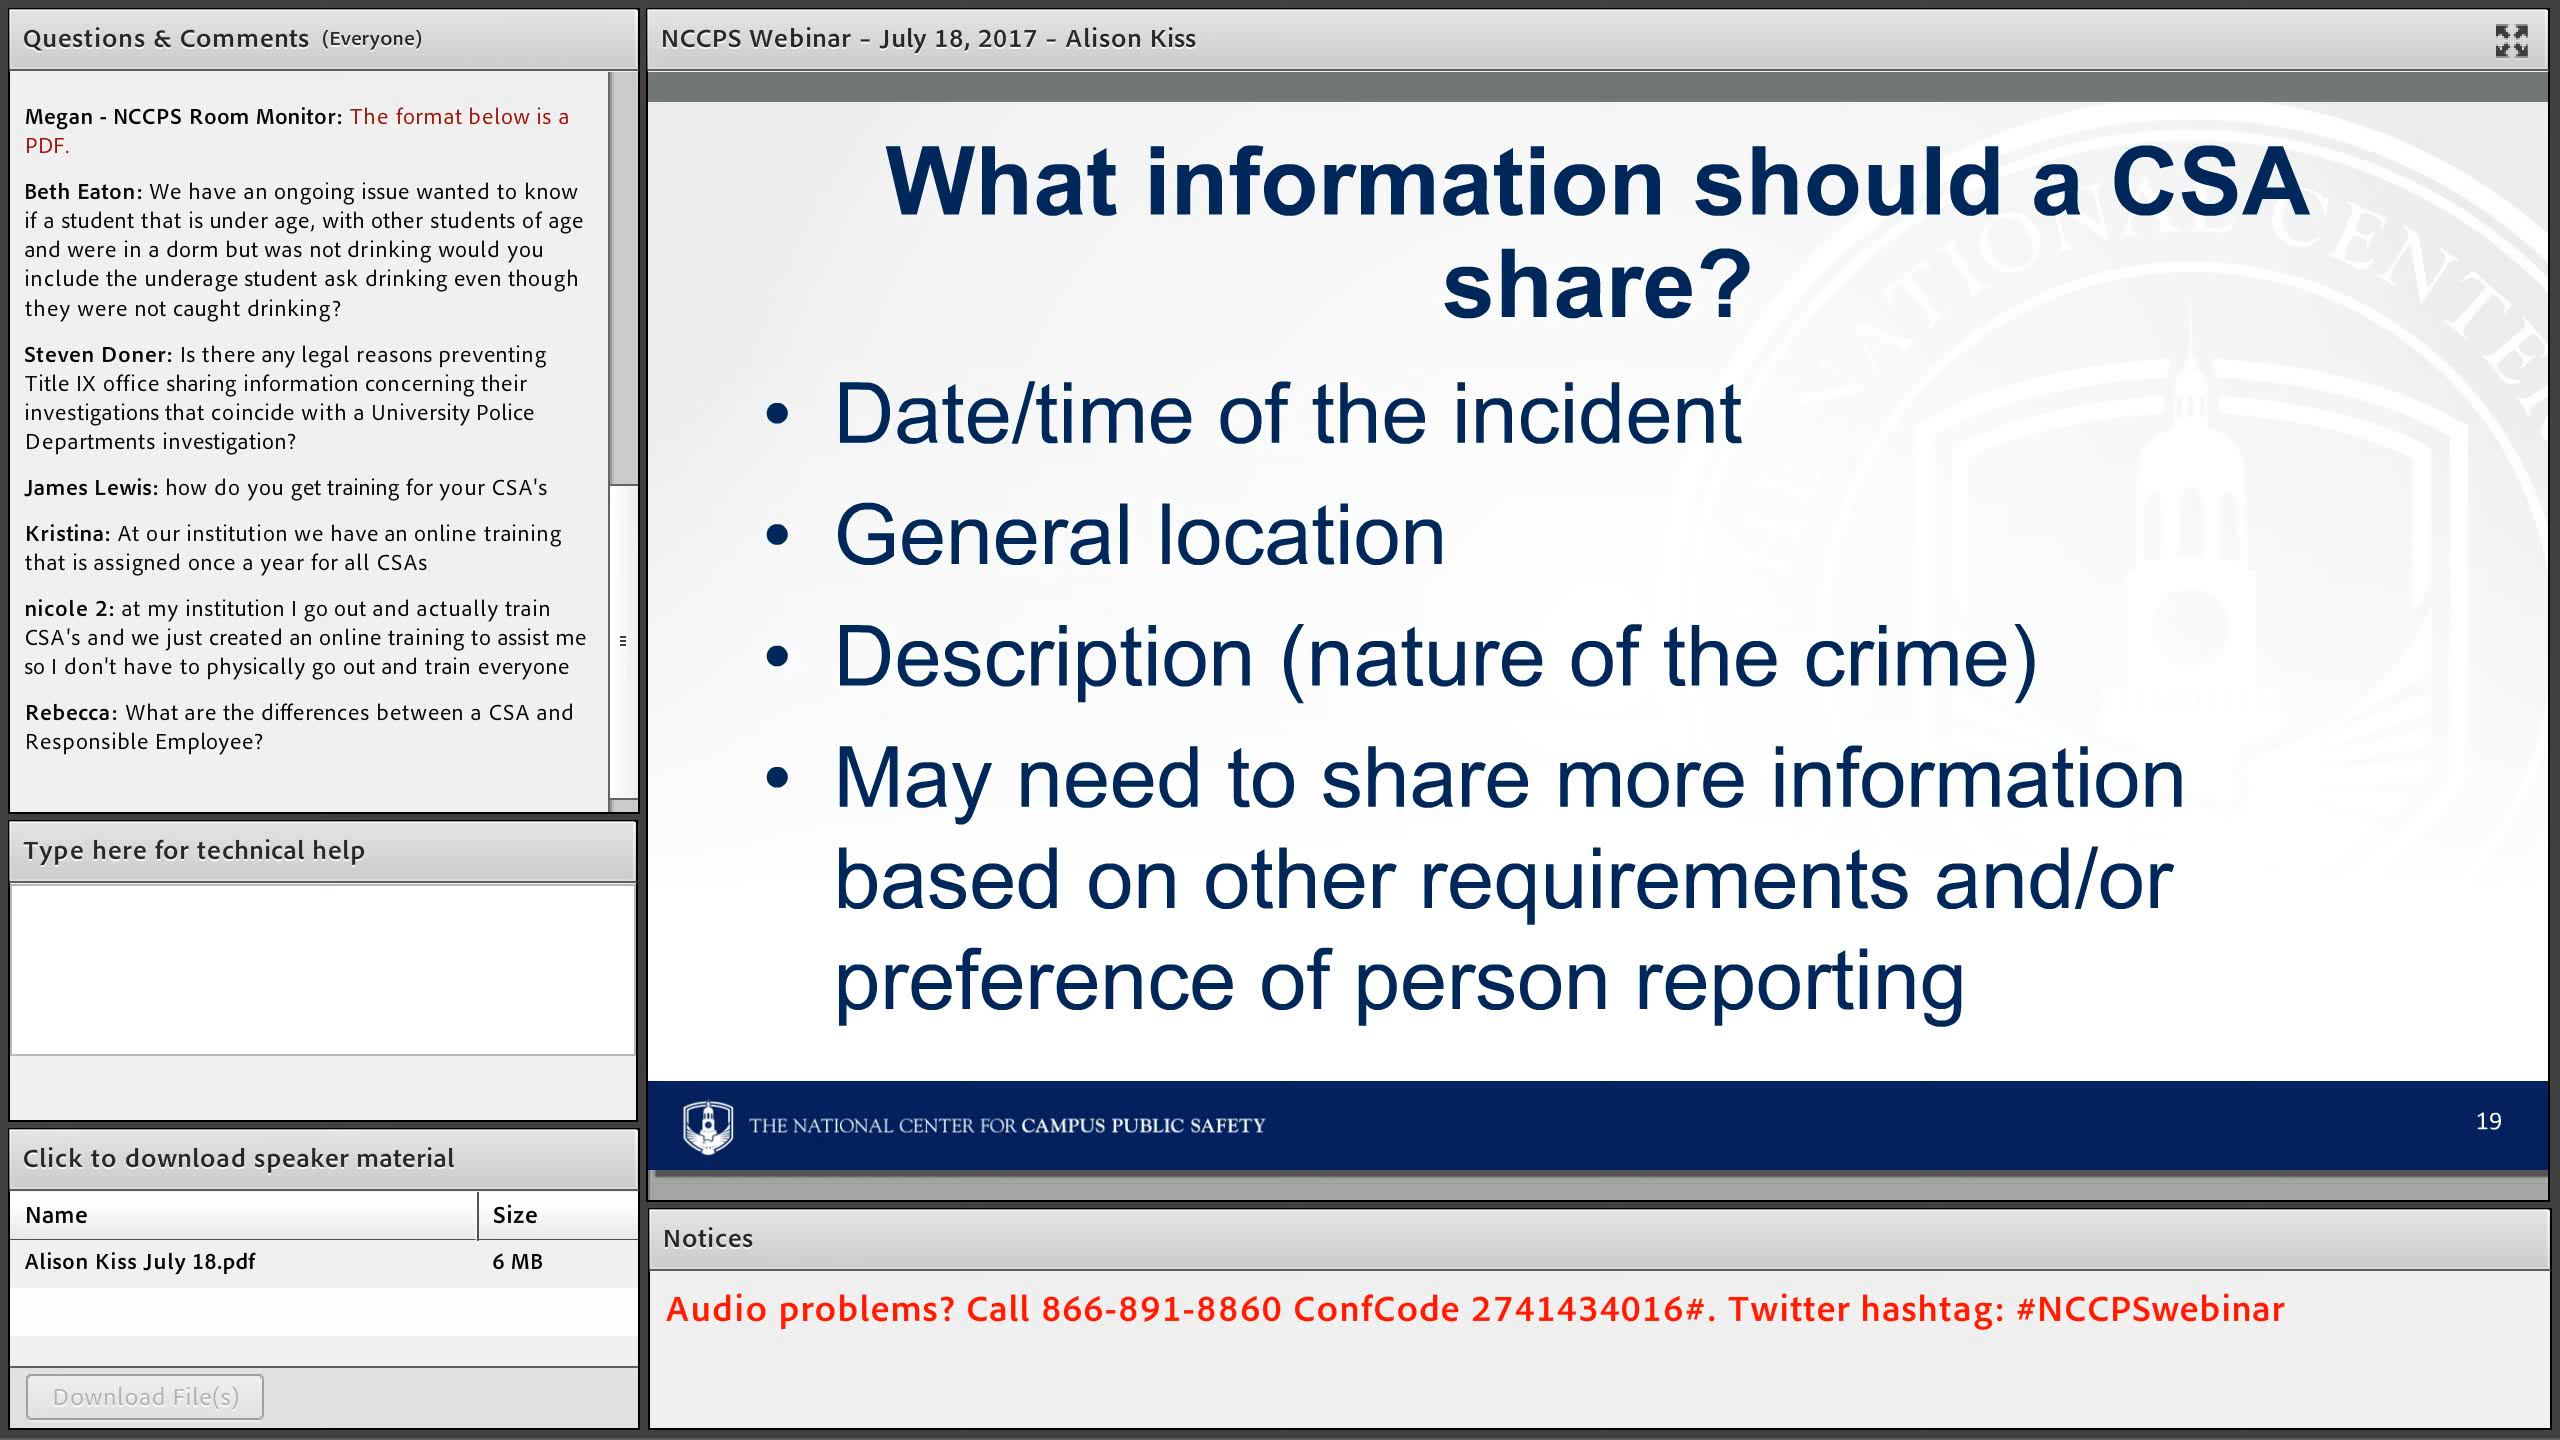 Questions & Comments (Everyone)
Megan - NCCPS Room Monitor: The format below is a
PDF.
Beth Eaton: We have an ongoing issue wanted to know
if a student that is under age, with other students of age
and were in a dorm but was not drinking would you
include the underage student ask drinking even though
they were not caught drinking?
Steven Doner: Is there any legal reasons preventing
Title IX office sharing information concerning their
investigations that coincide with a University Police
Departments investigation?
James Lewis: how do you get training for your CSA's
Kristina: At our institution we have an online training
that is assigned once a year for all CSAs
nicole 2: at my institution I go out and actually train
CSA's and we just created an online training to assist me
so I don't have to physically go out and train everyone
Rebecca: What are the differences between a CSA and
Responsible Employee?
Type here for technical help
Click to download speaker material
Name Size
Alison Kiss July 18.pdf 6 MB
Download File(s)
NCCPS Webinar – July 18, 2017 – Alison Kiss
What information should a CSA
share?
• Date/time of the incident
• General location
• Description (nature of the crime)
• May need to share more information
based on other requirements and/or
preference of person reporting
THE NATIONAL CENTER FOR CAMPUS PUBLIC SAFETY
19
Notices
Audio problems? Call 866-891-8860 ConfCode 2741434016#. Twitter hashtag: #NCCPSwebinar